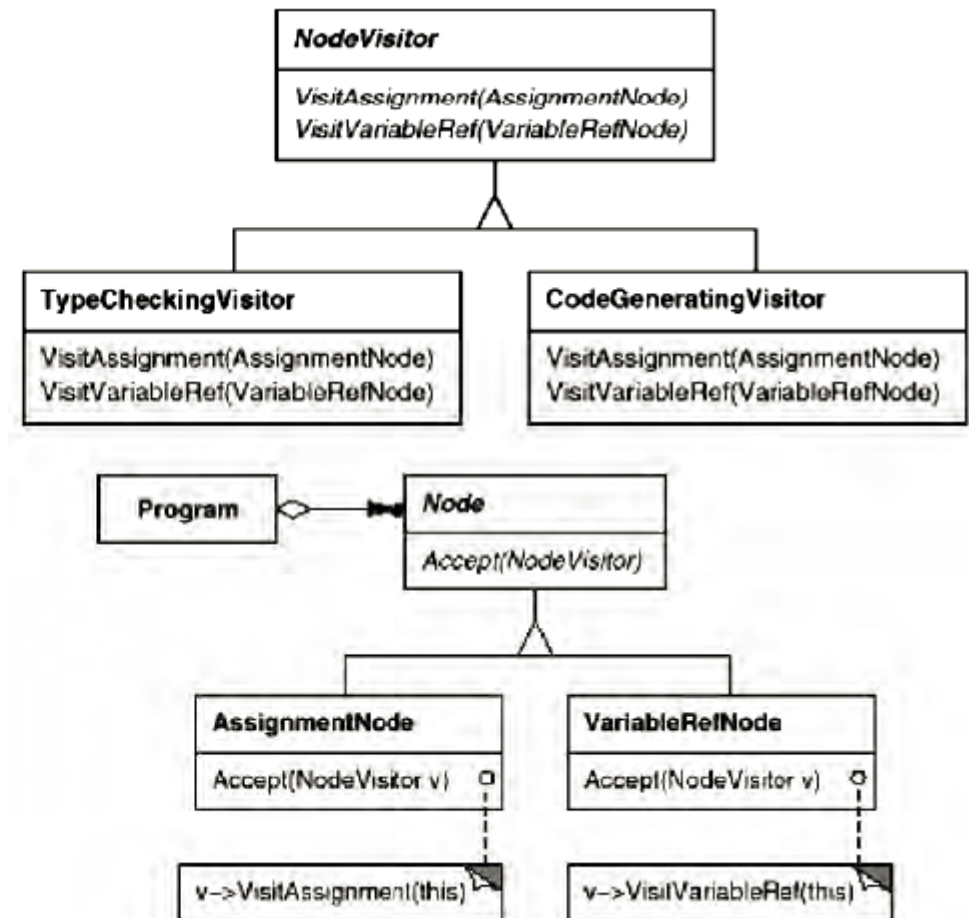 NodeVisitor
VisitAssignment(AssignmentNode)
VisitVariableRef(VariableRefNode)
TypeCheckingVisitor
VisitAssignment(AssignmentNode)
VisitVariableRef(VariableRefNode)
CodeGeneratingVisitor
VisitAssignment(AssignmentNode)
VisitVariableRef(VariableRefNode)
Program
Node
Accept(NodeVisitor)
AssignmentNode
Accept(NodeVisitor v)
v–>VisitAssignment(this)
VariableRefNode
Accept(NodeVisitor v)
v–>VisitVariableRef(this)